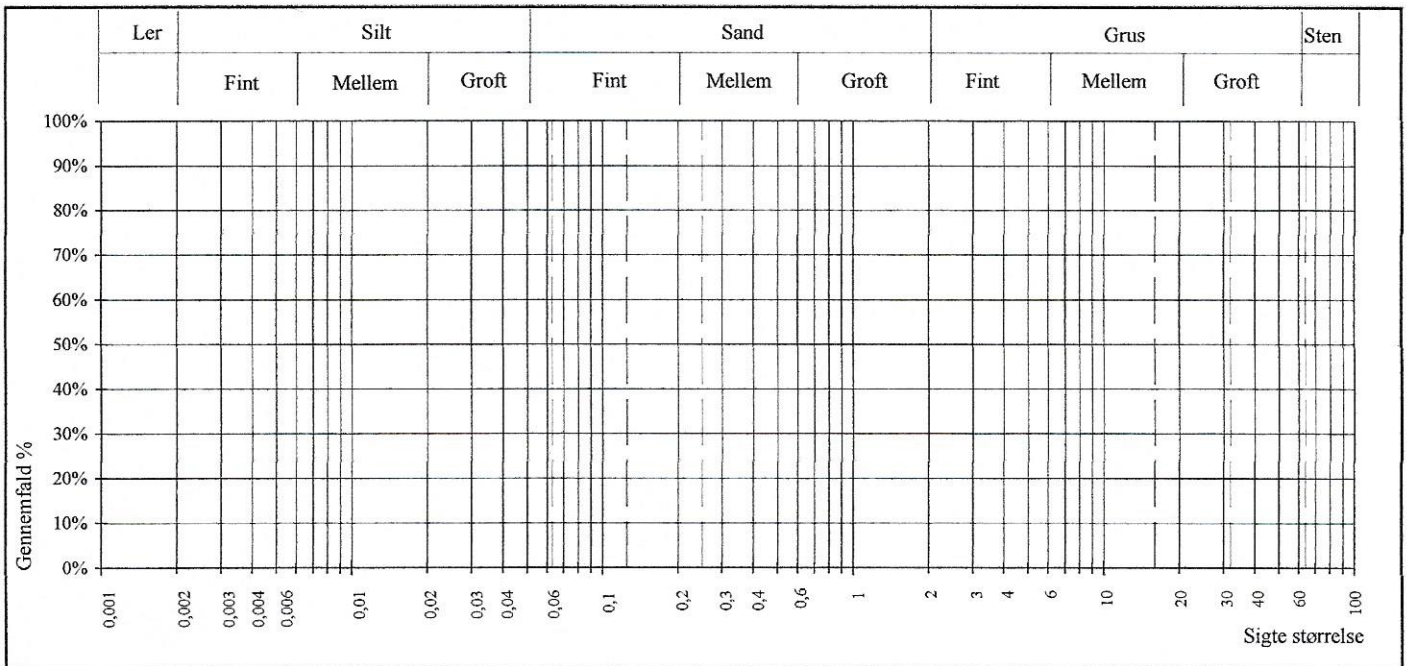 Ler Silt Sand Grus Sten
Fint Mellem Groft Fint Mellem Groft Fint Mellem Groft
100%
90%
80%
70%
60%
50%
40%
30%
20%
10%
0%
Gennemfald %
0,001 0,002 0,003 0,004 0,006 0,01 0,02 0,03 0,04 0,06 0,1 0,2 0,3 0,4 0,6 1 2 3 4 6 10 20 30 40 60 100
Sigte størrelse